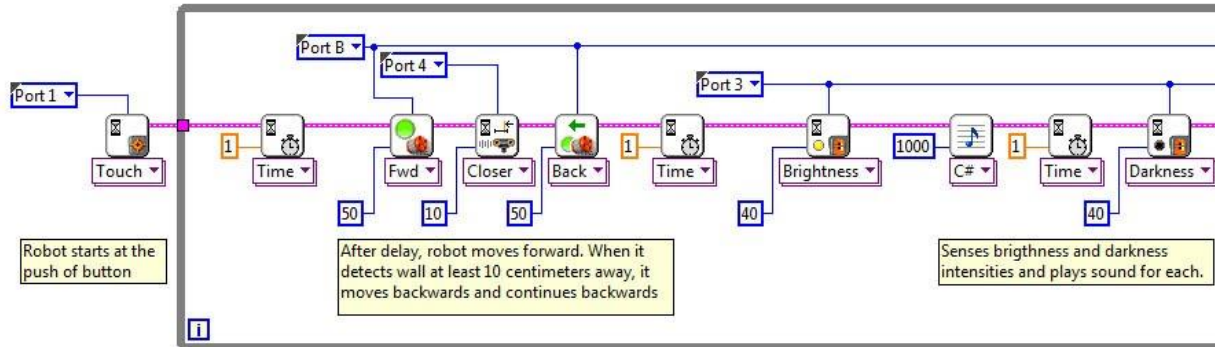 Port B
Port 4
Port 1
Port 3
1
1
1000
1
Touch
Time
Fwd
Closer
Back
Time
Brightness
C#
Time
Darkness
50
10
50
40
40
Robot starts at the
push of button
After delay, robot moves forward. When it
detects wall at least 10 centimeters away, it
moves backwards and continues backwards
Senses brigthness and darkness
intensities and plays sound for each.
i